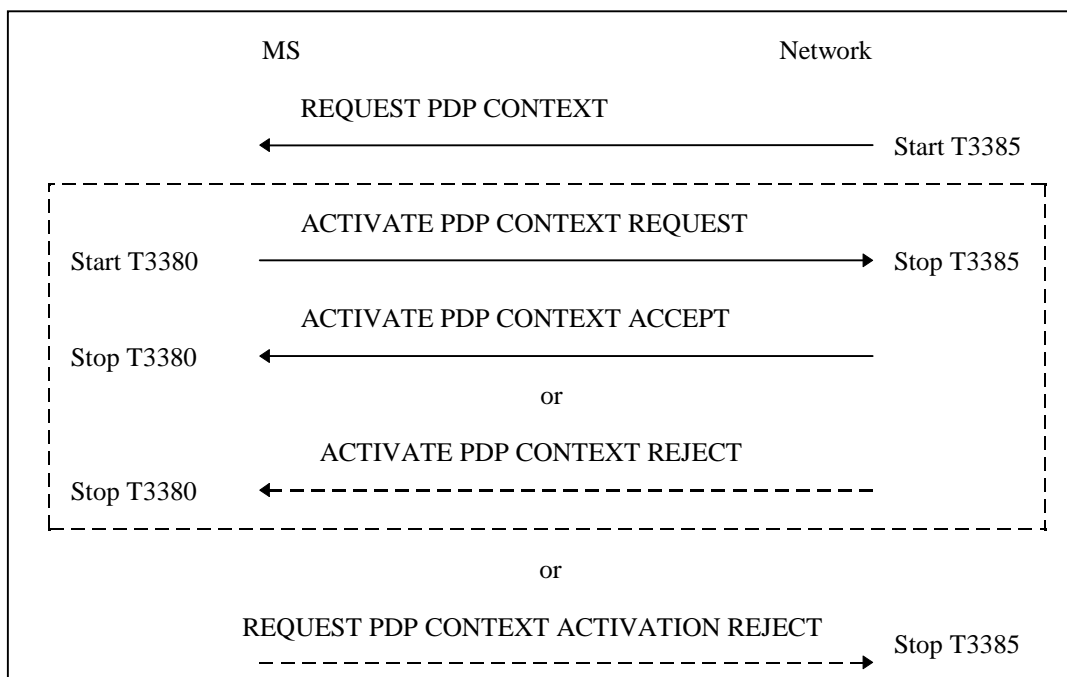 MS Network
REQUEST PDP CONTEXT
Start T3385
ACTIVATE PDP CONTEXT REQUEST
Start T3380 Stop T3385
ACTIVATE PDP CONTEXT ACCEPT
Stop T3380
or
ACTIVATE PDP CONTEXT REJECT
Stop T3380
or
REQUEST PDP CONTEXT ACTIVATION REJECT
Stop T3385